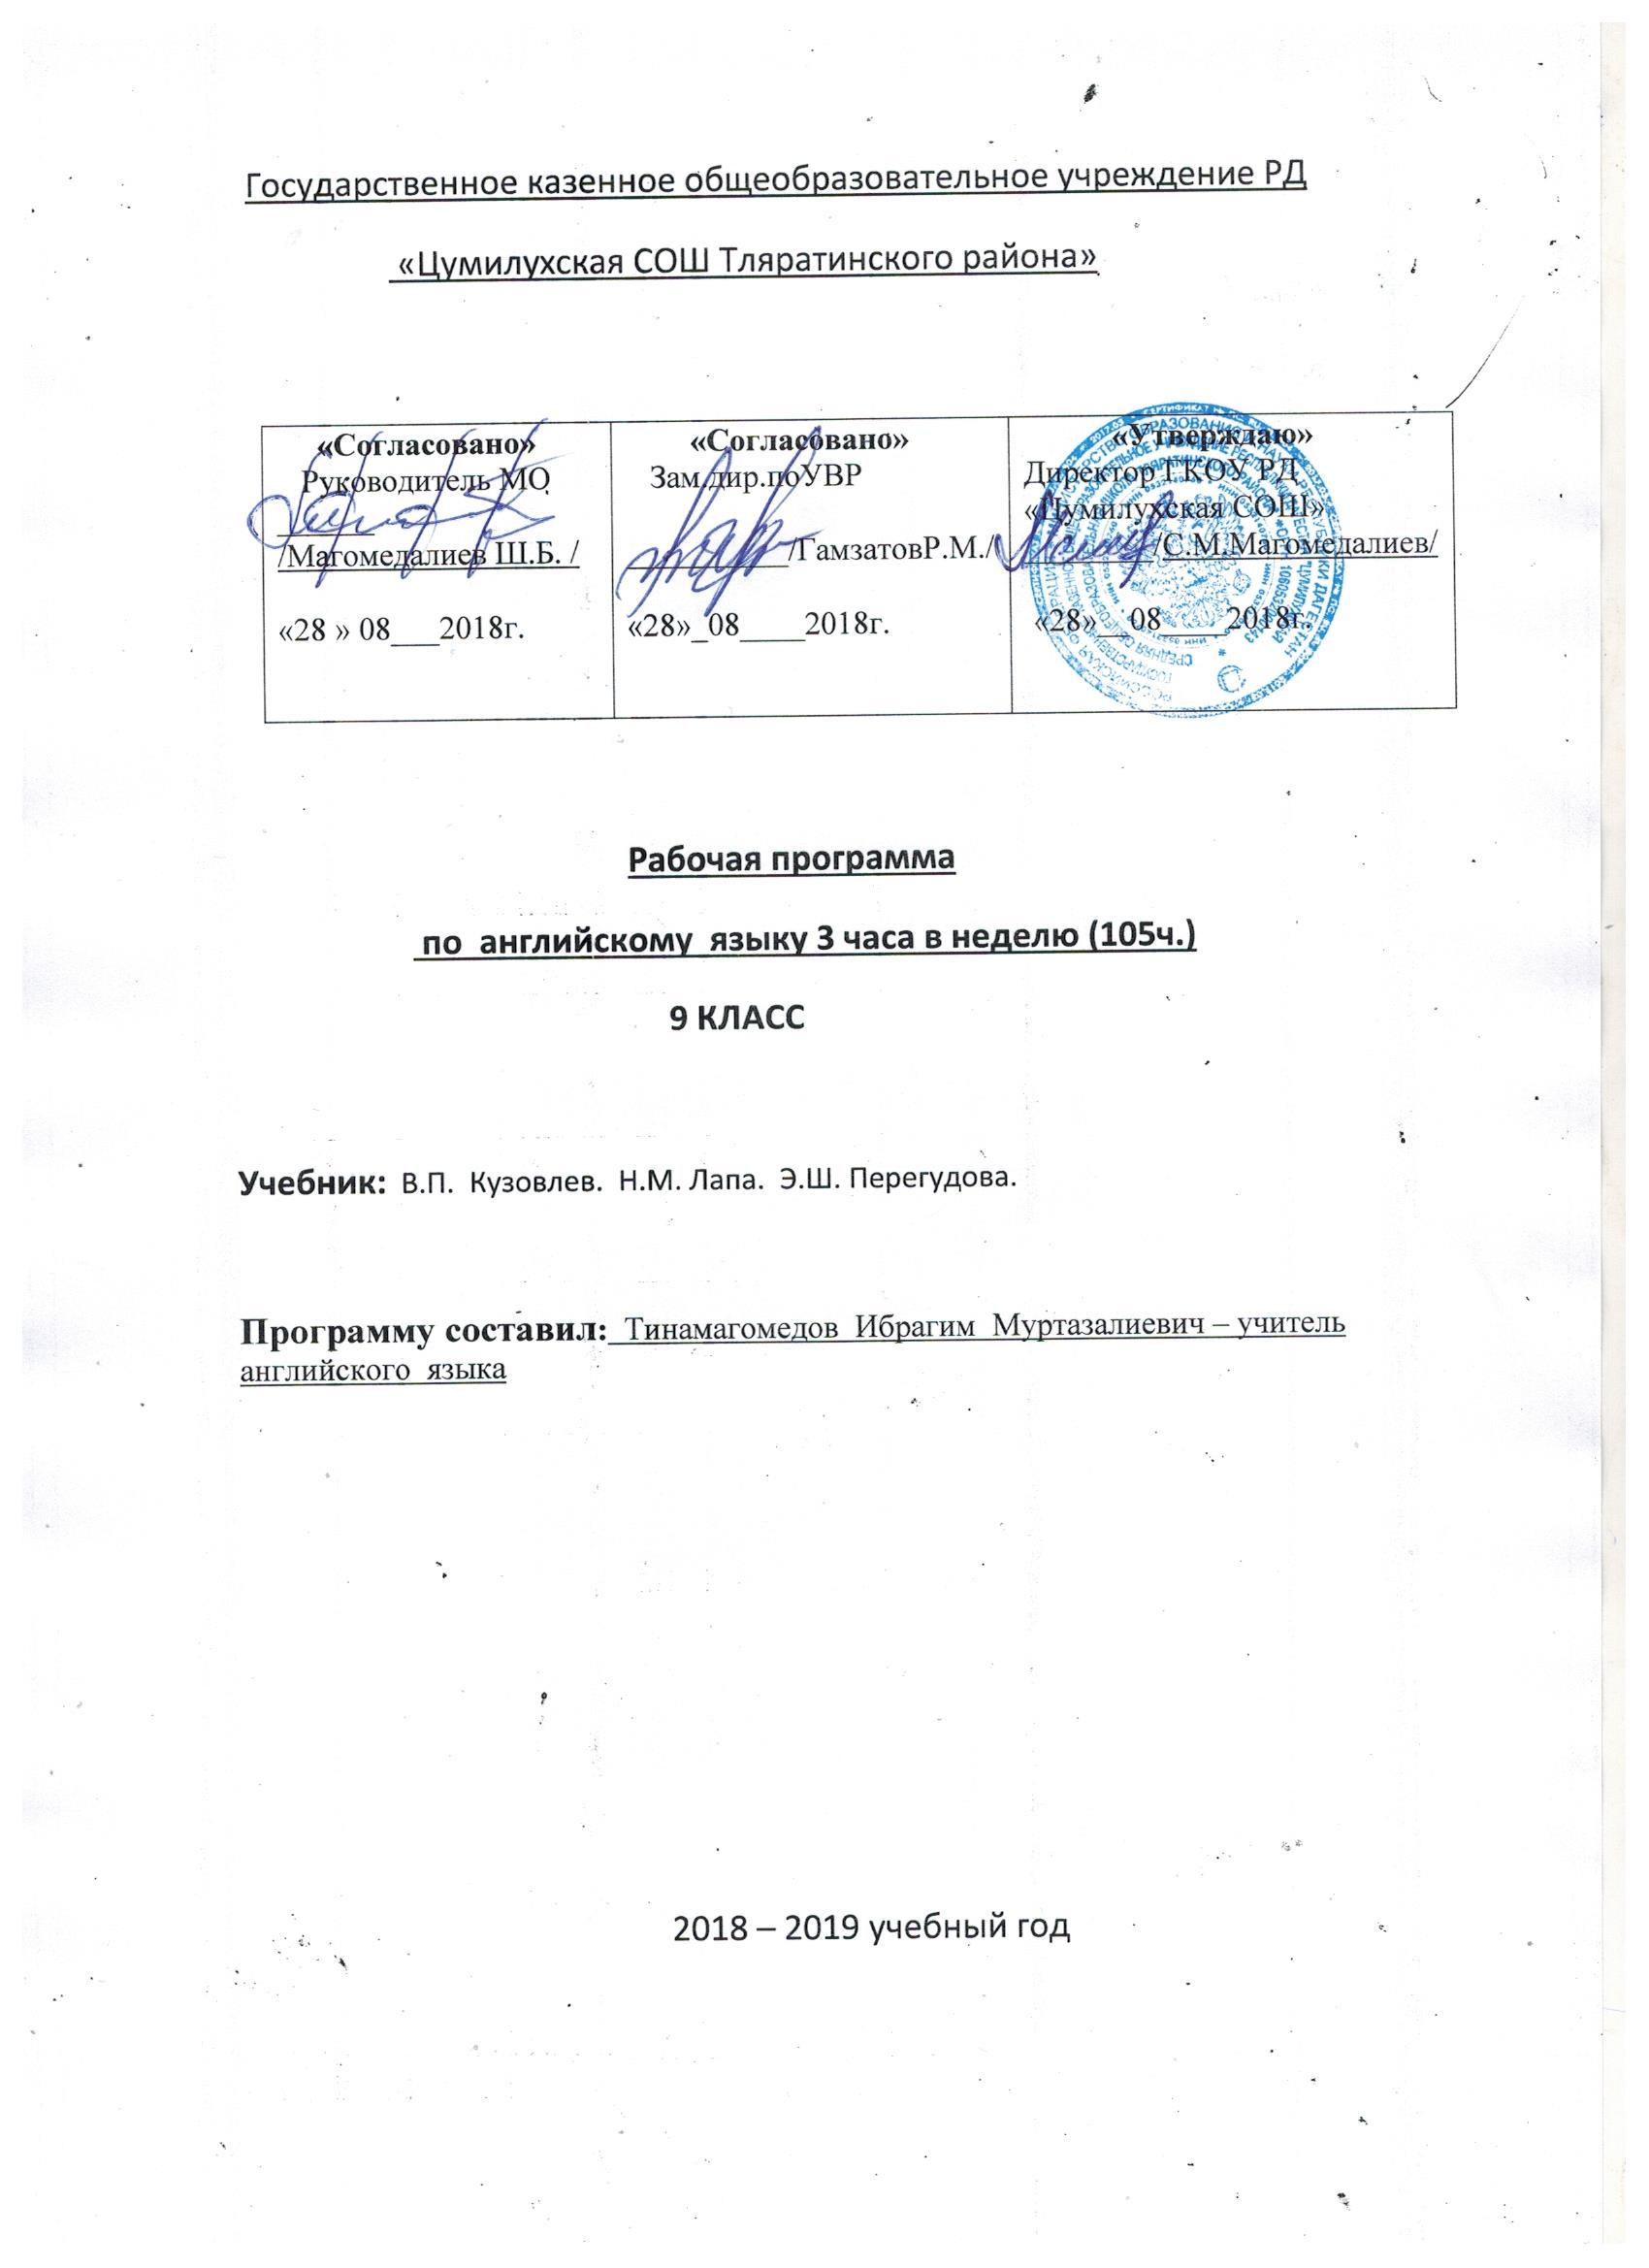 Государственное казенное общеобразовательное учреждение РД
«Цумилухская СОШ Тляратинского района»
«Согласовано»
Руководитель МО
______
/Магомедалиев Ш.Б. /
«28 » 08___2018г.
«Согласовано»
Зам.дир.поУВР
__________/ГамзатовР.М./
«28»_08____2018г.
«Утверждаю»
Директор ГКОУ РД
«Цумилухская СОШ»
________/С.М.Магомедалиев/
«28»__08____2018г.
Рабочая программа
по английскому языку 3 часа в неделю (105ч.)
9 КЛАСС
Учебник: В.П. Кузовлев. Н.М. Лапа. Э.Ш. Перегудова.
Программу составил: Тинамагомедов Ибрагим Муртазалиевич – учитель
английского языка
2018 – 2019 учебный год